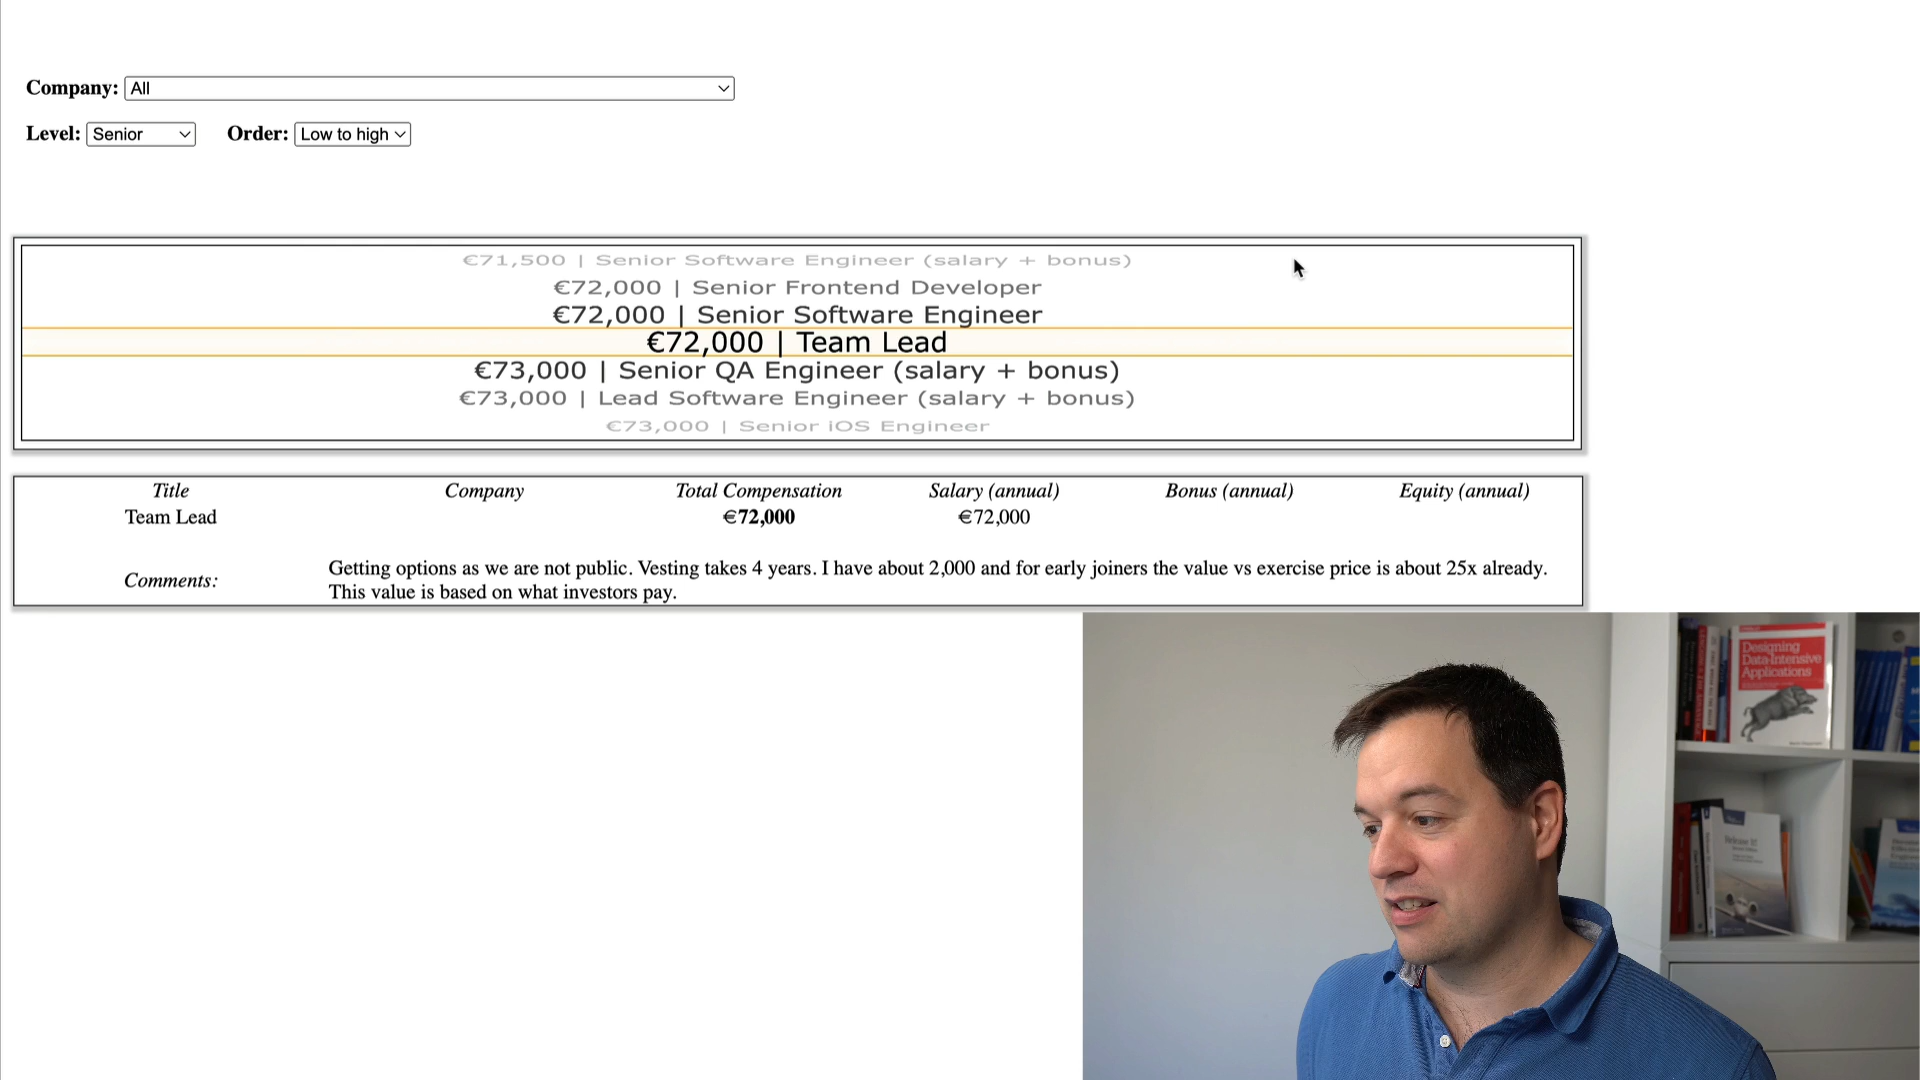 Company: All
Level: Senior Order: Low to high
€71,500 | Senior Software Engineer (salary + bonus)
€72,000 | Senior Frontend Developer
€72,000 | Senior Software Engineer
€72,000 | Team Lead
€73,000 | Senior QA Engineer (salary + bonus)
€73,000 | Lead Software Engineer (salary + bonus)
€73,000 | Senior iOS Engineer
Title Company Total Compensation Salary (annual) Bonus (annual) Equity (annual)
Team Lead €72,000 €72,000
Comments: Getting options as we are not public. Vesting takes 4 years. I have about 2,000 and for early joiners the value vs exercise price is about 25x already.
This value is based on what investors pay.
Designing
Data-Intensive
Applications
Release It!